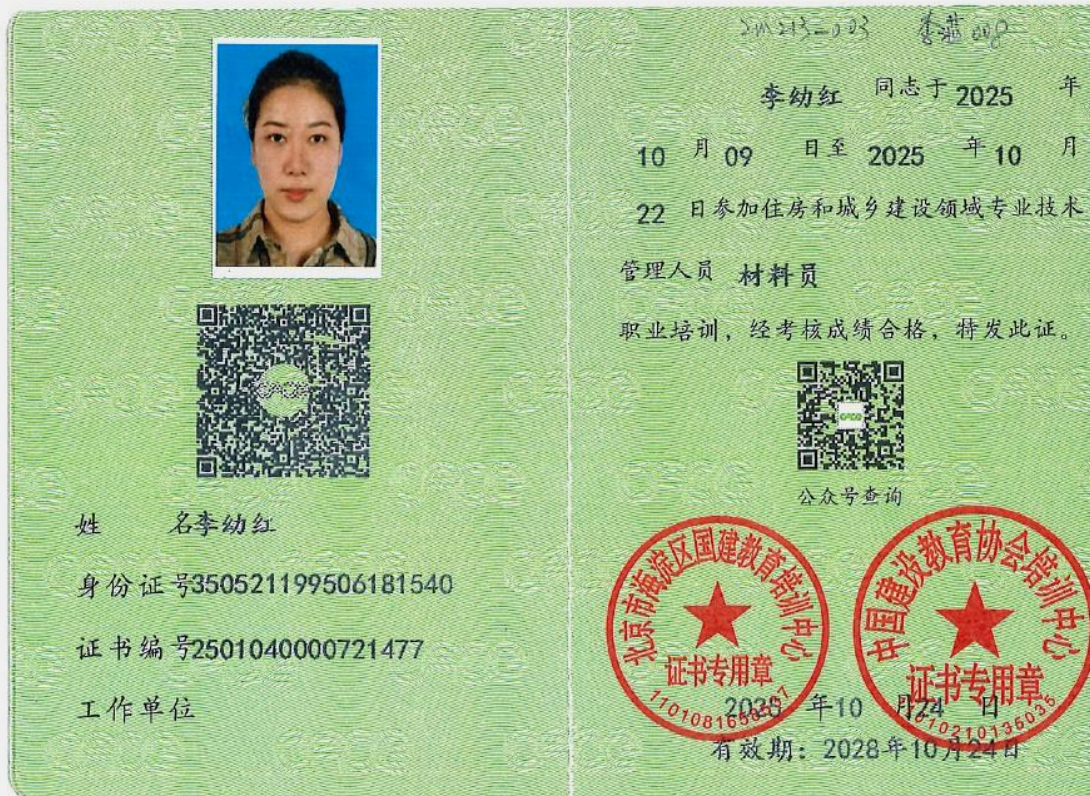 姓 名李幼红
身份证号350521199506181540
证书编号2501040000721477
工作单位
2M213-003
李幼红 同志于 2025 年
10 月 09 日至 2025 年 10 月
22 日参加住房和城乡建设领域专业技术
管理人员 材料员
职业培训，经考核成绩合格，特发此证。
公众号查询
北京市海淀区国建教育培训中心
证书专用章
中国建设教育协会培训中心
证书专用章
2025 年10 月24 日
有效期：2028年10月24日